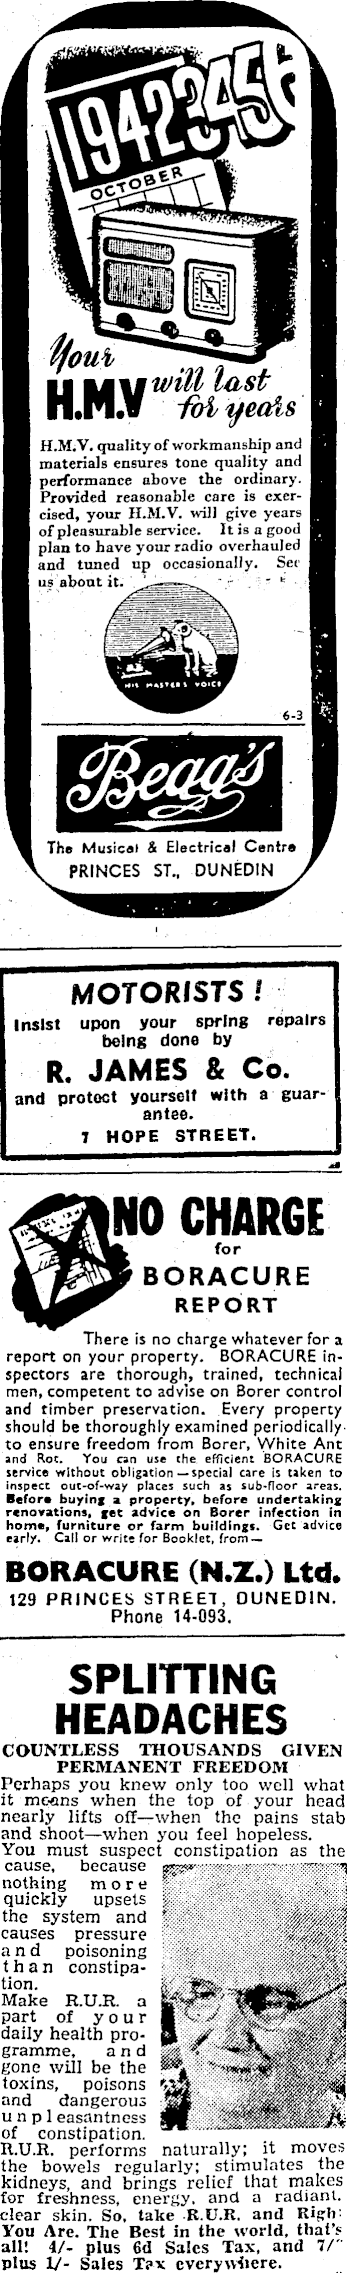 1942 3 4 5 6
OCTOBER
Your
H.M.V will last
for years
H.M.V. quality of workmanship and
materials ensures tone quality and
performance above the ordinary.
Provided reasonable care is exer-
cised, your H.M.V. will give years
of pleasurable service. It is a good
plan to have your radio overhauled
and tuned up occasionally. See
us about it.
HIS MASTER'S VOICE
6-3
Begg's
The Musical & Electrical Centre
PRINCES ST., DUNEDIN
MOTORISTS!
Insist upon your spring repairs
being done by
R. JAMES & Co.
and protect yourself with a guar-
antee.
7 HOPE STREET.
NO CHARGE
for
BORACURE
REPORT
There is no charge whatever for a
report on your property. BORACURE in-
spectors are thorough, trained, technical
men, competent to advise on Borer control
and timber preservation. Every property
should be thoroughly examined periodically
to ensure freedom from Borer, White Ant
and Rot. You can use the efficient BORACURE
service without obligation—special care is taken to
inspect out-of-way places such as sub-floor areas.
Before buying a property, before undertaking
renovations, get advice on Borer infection in
home, furniture or farm buildings. Get advice
early. Call or write for Booklet, from—
BORACURE (N.Z.) Ltd.
129 PRINCES STREET, DUNEDIN.
Phone 14-093.
SPLITTING
HEADACHES
COUNTLESS THOUSANDS GIVEN
PERMANENT FREEDOM
Perhaps you knew only too well what
it means when the top of your head
nearly lifts off—when the pains stab
and shoot—when you feel hopeless.
You must suspect constipation as the
cause, because
nothing more
quickly upsets
the system and
causes pressure
and poisoning
than constipa-
tion.
Make R.U.R. a
part of your
daily health pro-
gramme, and
gone will be the
toxins, poisons
and dangerous
unpleasantness
of constipation.
R.U.R. performs naturally; it moves
the bowels regularly; stimulates the
kidneys, and brings relief that makes
for freshness, energy, and a radiant,
clear skin. So, take R.U.R. and Right
You Are. The Best in the world, that's
all! 4/- plus 6d Sales Tax, and 7/
plus 1/- Sales Tax everywhere.